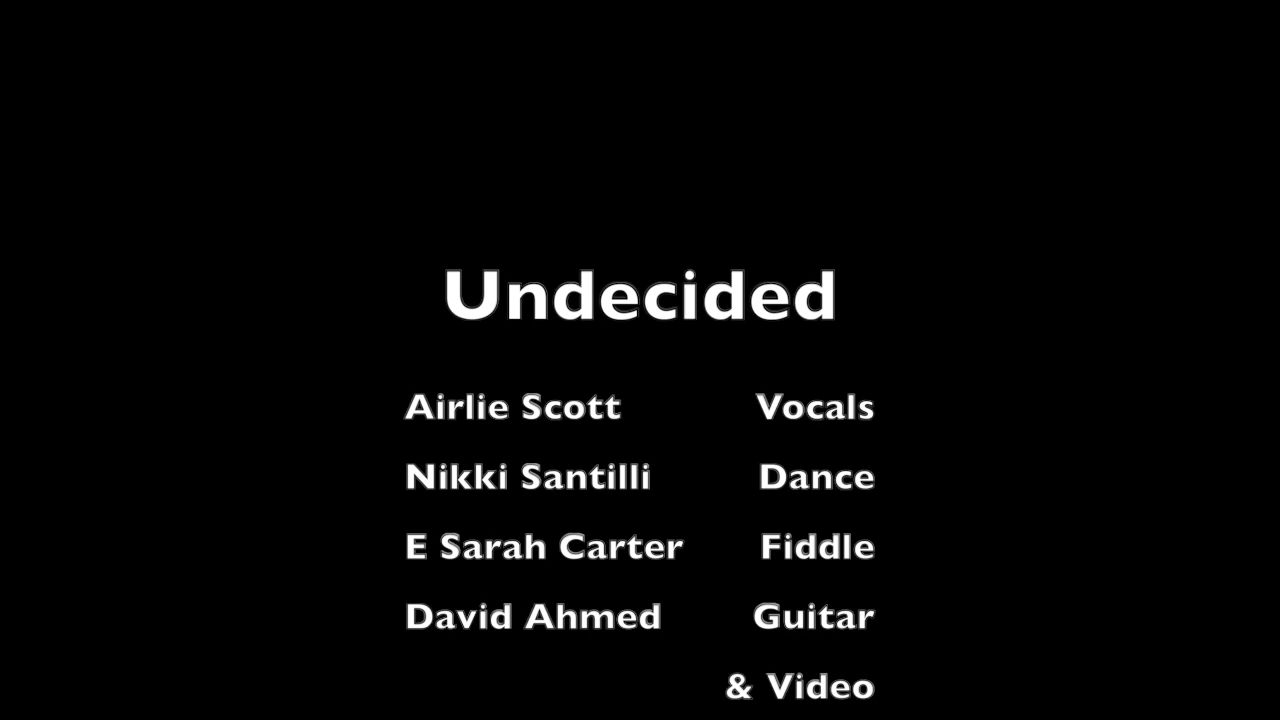 Undecided
Airlie Scott Vocals
Nikki Santilli Dance
E Sarah Carter Fiddle
David Ahmed Guitar
& Video